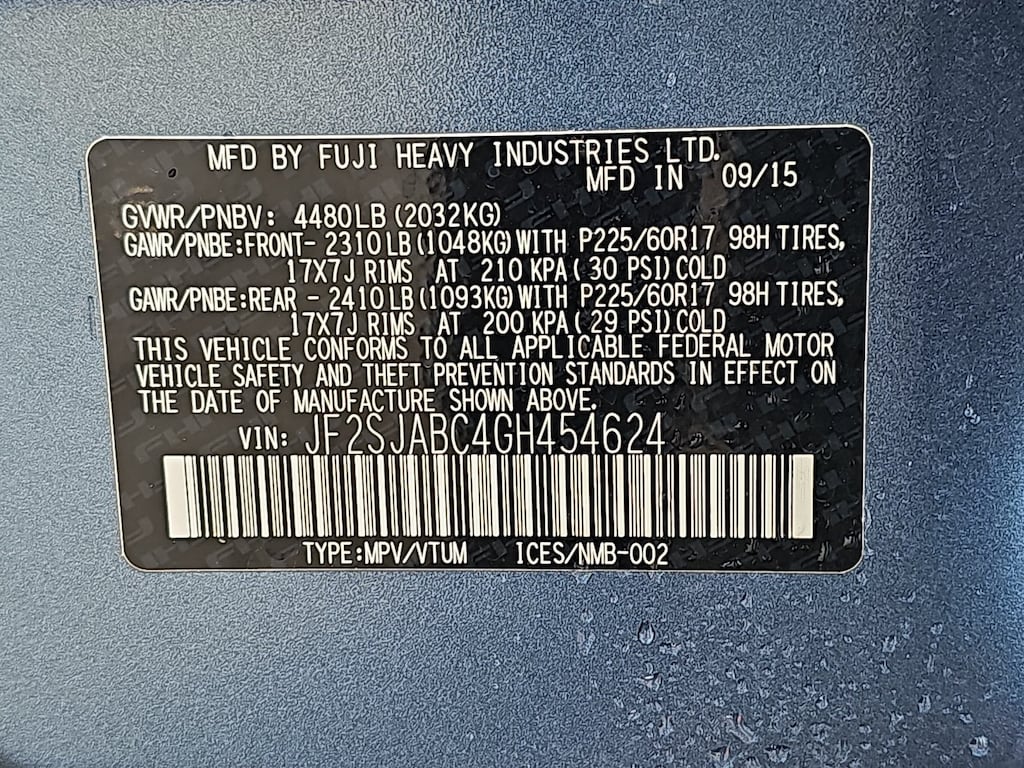 MFD BY FUJI HEAVY INDUSTRIES LTD.
MFD IN 09/15
GVWR/PNBV: 4480LB (2032KG)
GAWR/PNBE:FRONT- 2310LB (1048KG)WITH P225/60R17 98H TIRES,
17X7J RIMS AT 210 KPA( 30 PSI)COLD
GAWR/PNBE:REAR - 2410LB (1093KG)WITH P225/60R17 98H TIRES,
17X7J RIMS AT 200 KPA( 29 PSI)COLD
THIS VEHICLE CONFORMS TO ALL APPLICABLE FEDERAL MOTOR
VEHICLE SAFETY AND THEFT PREVENTION STANDARDS IN EFFECT ON
THE DATE OF MANUFACTURE SHOWN ABOVE.
VIN: JF2SJABC4GH454624
TYPE:MPV/VTUM ICES/NMB-002